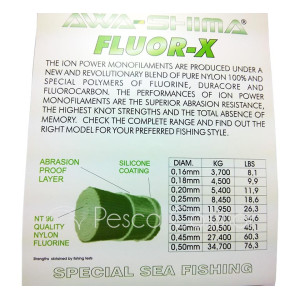 AWA-SHIMA
FLUOR-X
THE ION POWER MONOFILAMENTS ARE PRODUCED UNDER A
NEW AND REVOLUTIONARY BLEND OF PURE NYLON 100% AND
SPECIAL POLYMERS OF FLUORINE, DURACORE AND
FLUOROCARBON. THE PERFORMANCES OF ION POWER
MONOFILAMENTS ARE THE SUPERIOR ABRASION RESISTANCE,
THE HIGHEST KNOT STRENGTHS AND THE TOTAL ABSENCE OF
MEMORY. CHECK THE COMPLETE RANGE AND FIND OUT THE
RIGHT MODEL FOR YOUR PREFERRED FISHING STYLE.
ABRASION
PROOF
LAYER
SILICONE
COATING
NT 90
QUALITY
NYLON
FLUORINE
Pesco
DIAM. KG LBS
0,16mm 3,700 8,1
0,18mm 4,500 9,9
0,20mm 5,400 11,9
0,25mm 8,450 18,6
0,30mm 11,950 26,3
0,35mm 34,6
0,40mm 20,500 45,1
0,45mm 27,400 60,3
0,50mm 34,700 76,3
Strengths obtained by fishing tests
SPECIAL SEA FISHING